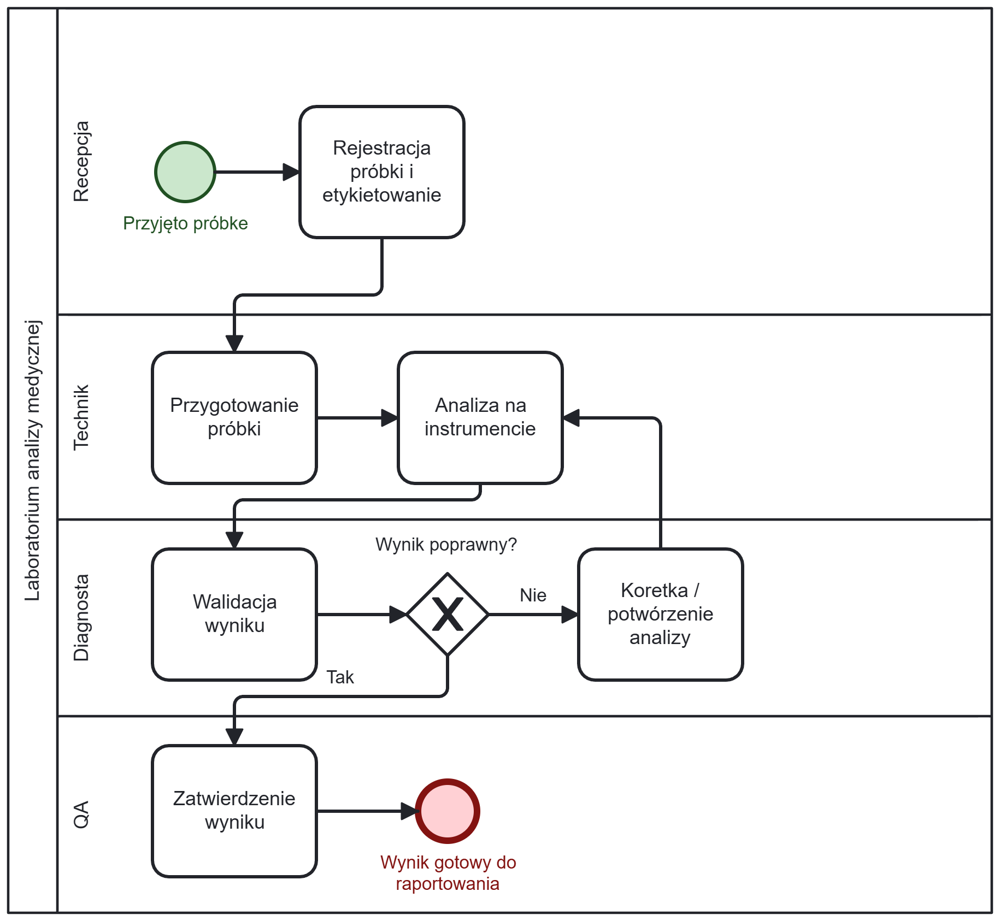 Laboratorium analizy medycznej
Recepcja
Przyjęto próbke
Rejestracja
próbki i
etykietowanie
Technik
Przygotowanie
próbki
Analiza na
instrumencie
Diagnosta
Walidacja
wyniku
Wynik poprawny?
Nie
Tak
Koretka /
potwórzenie
analizy
QA
Zatwierdzenie
wyniku
Wynik gotowy do
raportowania